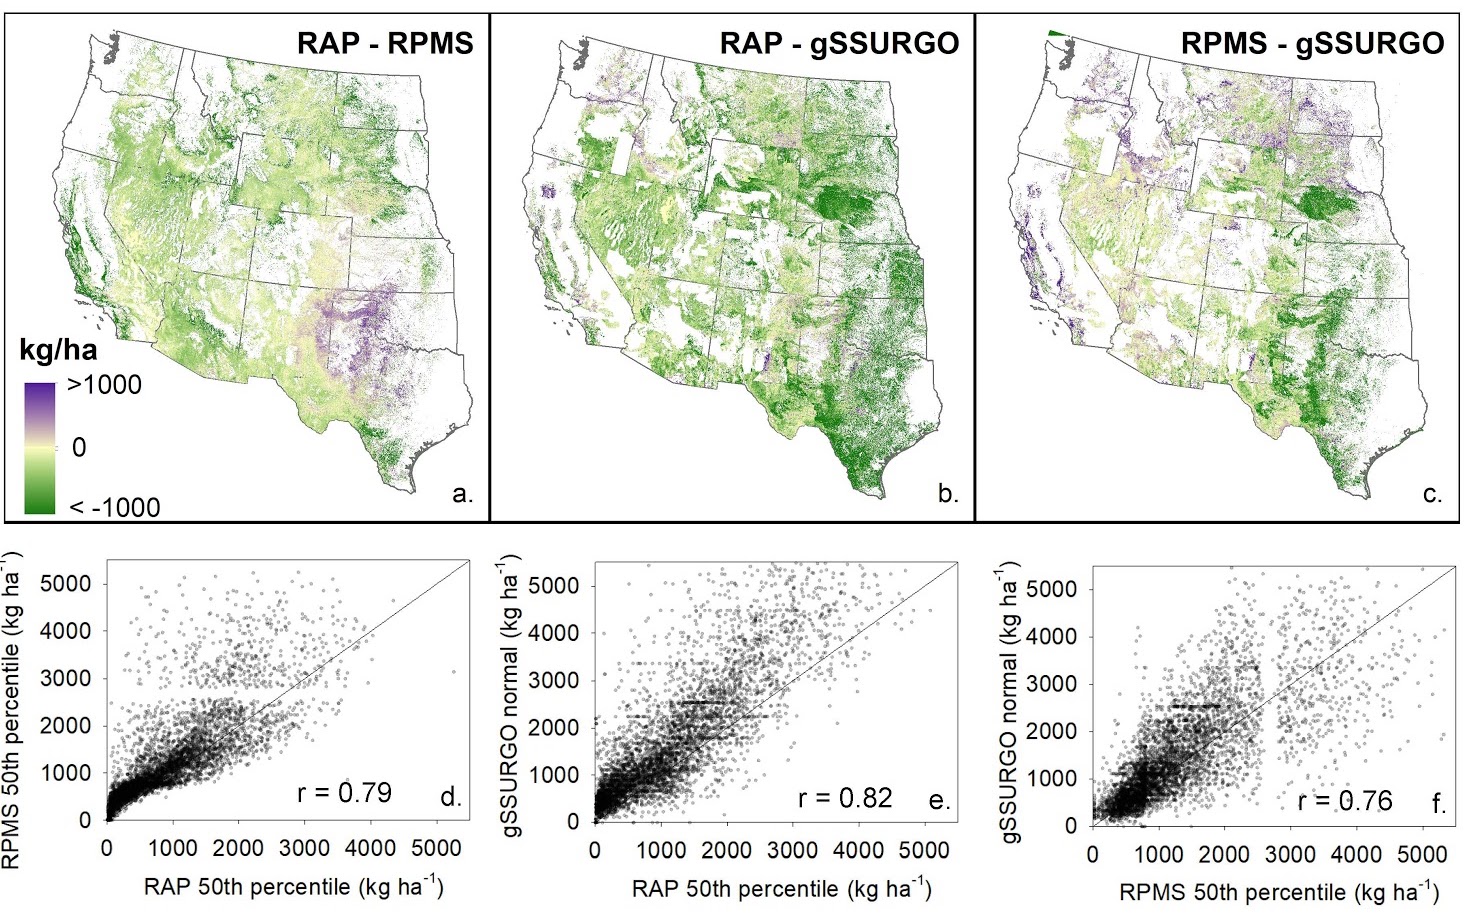 RAP - RPMS
RAP - gSSURGO
RPMS - gSSURGO
kg/ha
>1000
0
< -1000
a.
b.
c.
RPMS 50th percentile (kg ha-1)
5000
4000
3000
2000
1000
0
r = 0.79
d.
0 1000 2000 3000 4000 5000
RAP 50th percentile (kg ha-1)
gSSURGO normal (kg ha-1)
5000
4000
3000
2000
1000
0
r = 0.82
e.
0 1000 2000 3000 4000 5000
RAP 50th percentile (kg ha-1)
gSSURGO normal (kg ha-1)
5000
4000
3000
2000
1000
0
r = 0.76
f.
0 1000 2000 3000 4000 5000
RPMS 50th percentile (kg ha-1)